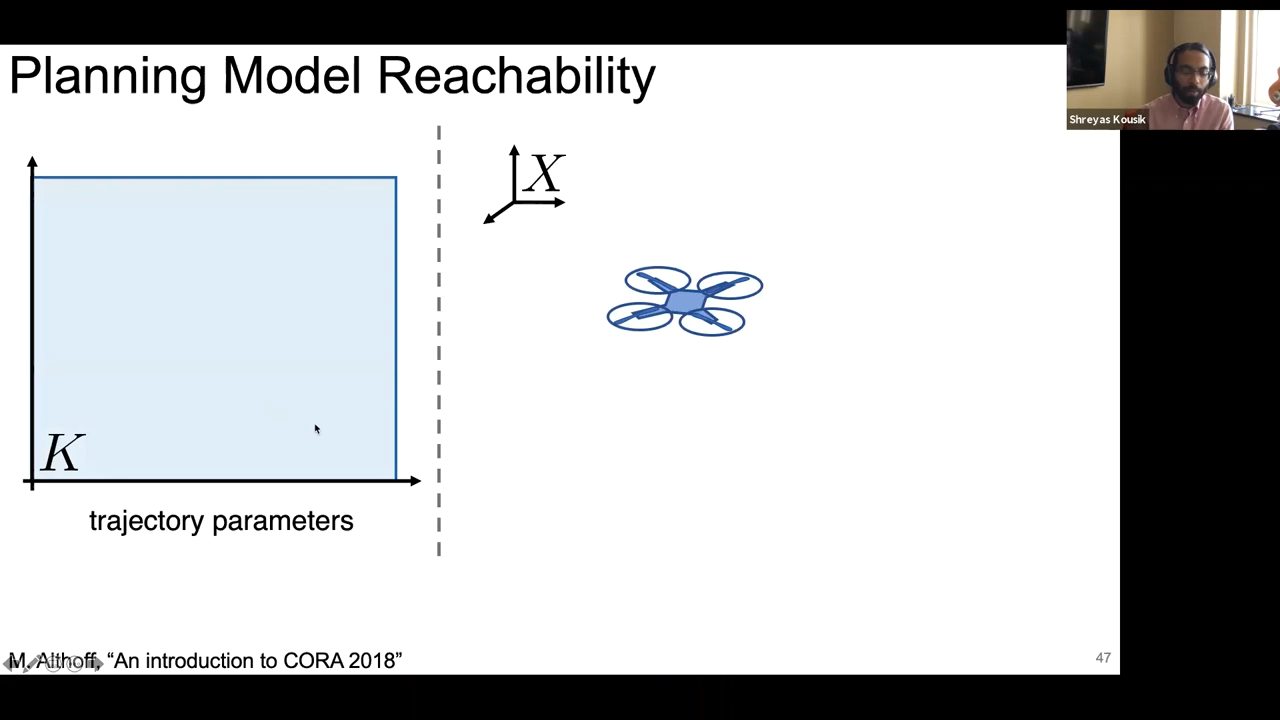 Planning Model Reachability
Shreyas Kousik
X
K
trajectory parameters
M. Althoff, “An introduction to CORA 2018”
47